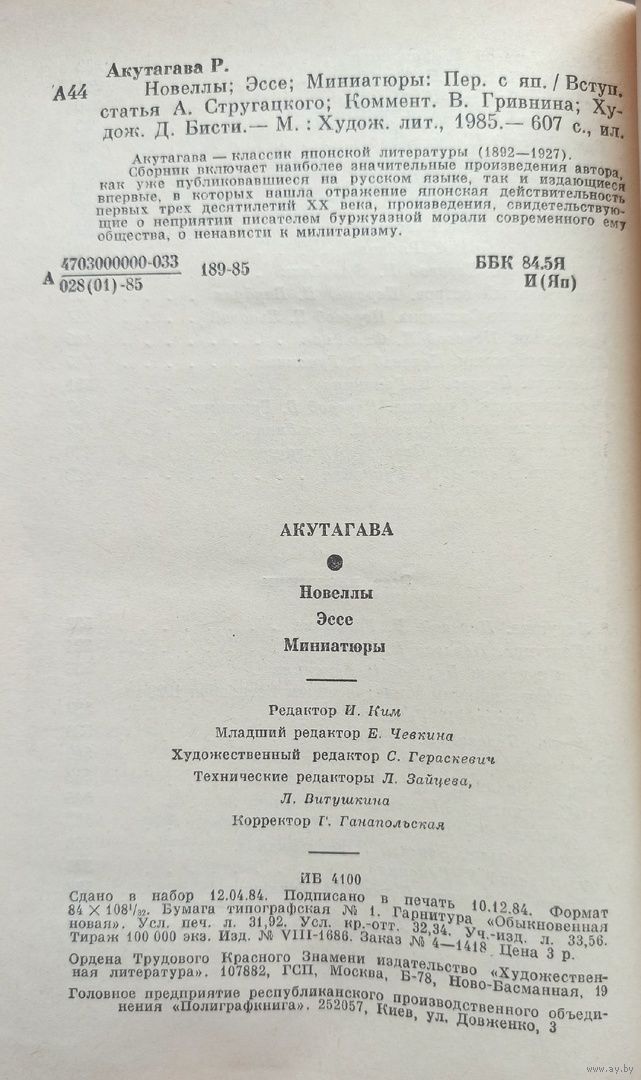 Акутагава Р.
А44
Новеллы; Эссе; Миниатюры: Пер. с яп. / Вступ.
статья А. Стругацкого; Коммент. В. Гривнина; Ху-
дож. Д. Бисти.— М. : Худож. лит., 1985.— 607 с., ил.
Акутагава — классик японской литературы (1892—1927).
Сборник включает наиболее значительные произведения автора,
как уже публиковавшиеся на русском языке, так и издающиеся
впервые, в которых нашла отражение японская действительность
первых трех десятилетий XX века, произведения, свидетельствую-
щие о неприятии писателем буржуазной морали современного ему
общества, о ненависти к милитаризму.
А 4703000000-033
028(01)-85
189-85
ББК 84.5Я
И(Яп)
АКУТАГАВА
Новеллы
Эссе
Миниатюры
Редактор И. Ким
Младший редактор Е. Чевкина
Художественный редактор С. Гераскевич
Технические редакторы Л. Зайцева,
Л. Витушкина
Корректор Г. Ганапольская
ИБ 4100
Сдано в набор 12.04.84. Подписано в печать 10.12.84. Формат
84 × 108¹/₃₂. Бумага типографская № 1. Гарнитура «Обыкновенная
новая». Усл. печ. л. 31,92. Усл. кр.-отт. 32,34. Уч.-изд. л. 33,56.
Тираж 100 000 экз. Изд. № VIII-1686. Заказ № 4—1418. Цена 3 р.
Ордена Трудового Красного Знамени издательство «Художествен-
ная литература». 107882, ГСП, Москва, Б-78, Ново-Басманная, 19
Головное предприятие республиканского производственного объеди-
нения «Полиграфкнига». 252057, Киев, ул. Довженко, 3
www.ay.by